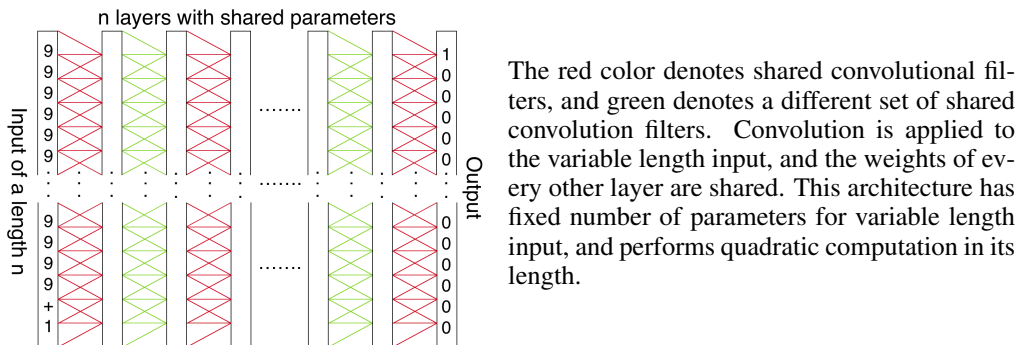 n layers with shared parameters
Input of a length n
9
9
9
9
9
9
.......
1
0
0
0
0
0
Output
.......
9
9
9
9
+
1
.......
0
0
0
0
0
0
The red color denotes shared convolutional fil-
ters, and green denotes a different set of shared
convolution filters. Convolution is applied to
the variable length input, and the weights of ev-
ery other layer are shared. This architecture has
fixed number of parameters for variable length
input, and performs quadratic computation in its
length.